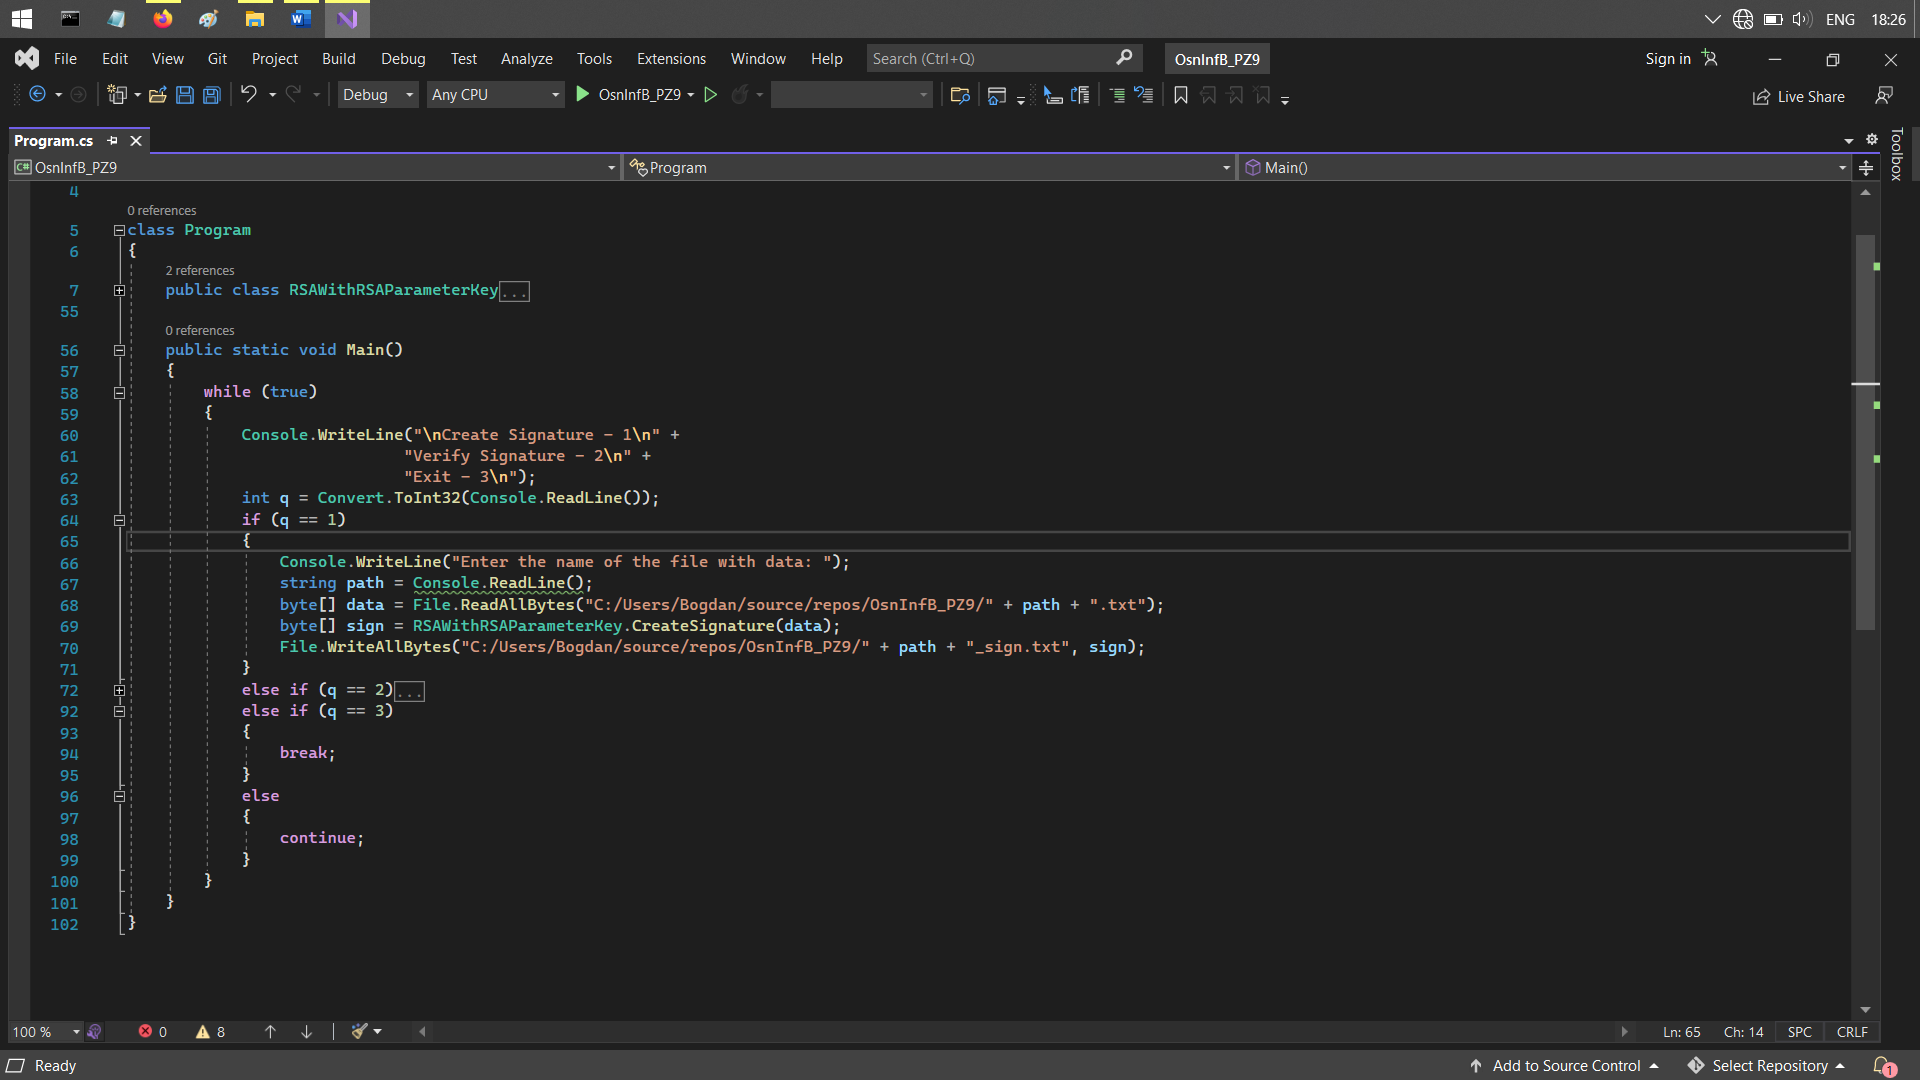 ENG 18:26
File Edit View Git Project Build Debug Test Analyze Tools Extensions Window Help Search (Ctrl+Q) OsnInfB_PZ9 Sign in
Debug Any CPU OsnInfB_PZ9 Live Share
Program.cs
Toolbox
C# OsnInfB_PZ9 Program Main()
4
0 references
5 class Program
6 {
2 references
7 public class RSAWithRSAParameterKey...
55
0 references
56 public static void Main()
57 {
58 while (true)
59 {
60 Console.WriteLine("\nCreate Signature - 1\n" +
61 "Verify Signature - 2\n" +
62 "Exit - 3\n");
63 int q = Convert.ToInt32(Console.ReadLine());
64 if (q == 1)
65 {
66 Console.WriteLine("Enter the name of the file with data: ");
67 string path = Console.ReadLine();
68 byte[] data = File.ReadAllBytes("C:/Users/Bogdan/source/repos/OsnInfB_PZ9/" + path + ".txt");
69 byte[] sign = RSAWithRSAParameterKey.CreateSignature(data);
70 File.WriteAllBytes("C:/Users/Bogdan/source/repos/OsnInfB_PZ9/" + path + "_sign.txt", sign);
71 }
72 else if (q == 2)...
92 else if (q == 3)
93 {
94 break;
95 }
96 else
97 {
98 continue;
99 }
100 }
101 }
102 }
100 % 0 8 Ln: 65 Ch: 14 SPC CRLF
Ready Add to Source Control Select Repository 1